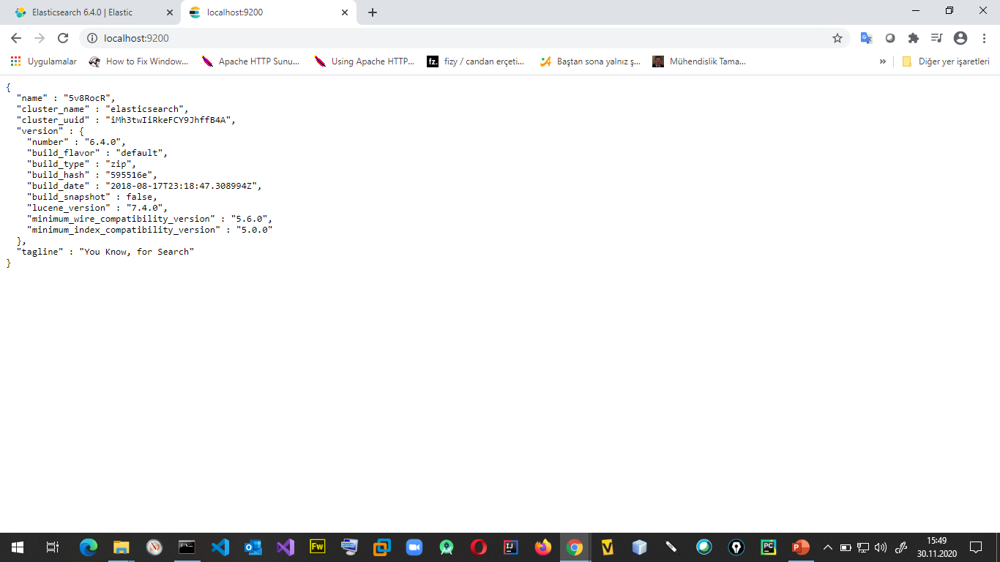 Elasticsearch 6.4.0 | Elastic
localhost:9200
localhost:9200
Uygulamalar
How to Fix Window...
Apache HTTP Sunu...
Using Apache HTTP...
fz.
fizy / candan erçeti...
Baştan sona yalnız ş...
Mühendislik Tama...
»
Diğer yer işaretleri
{
"name" : "5v8RocR",
"cluster_name" : "elasticsearch",
"cluster_uuid" : "iMh3twIiRkeFCY9JhffB4A",
"version" : {
"number" : "6.4.0",
"build_flavor" : "default",
"build_type" : "zip",
"build_hash" : "595516e",
"build_date" : "2018-08-17T23:18:47.308994Z",
"build_snapshot" : false,
"lucene_version" : "7.4.0",
"minimum_wire_compatibility_version" : "5.6.0",
"minimum_index_compatibility_version" : "5.0.0"
},
"tagline" : "You Know, for Search"
}
Fw
IJ
PC
P
15:49
30.11.2020